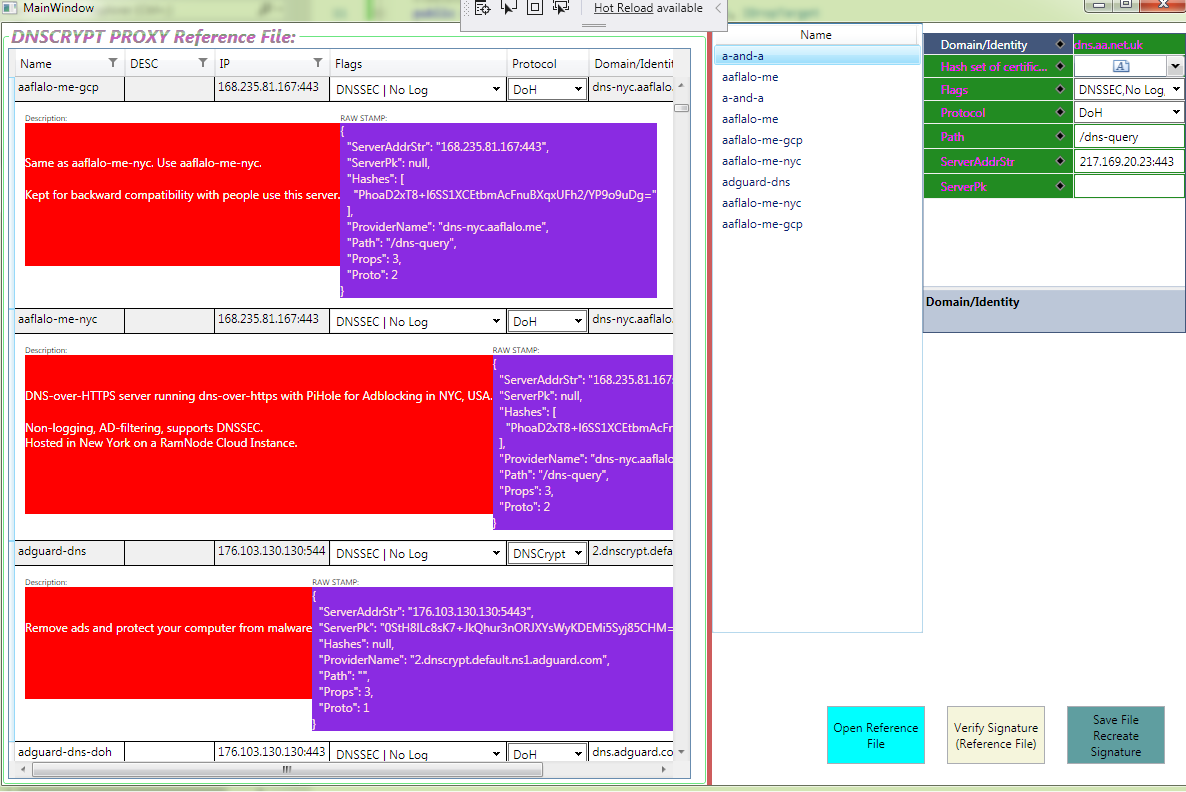 MainWindow
Hot Reload available
DNSCRYPT PROXY Reference File:
Name DESC IP Flags Protocol Domain/Identit
aaflalo-me-gcp 168.235.81.167:443 DNSSEC | No Log DoH dns-nyc.aaflalo.
Description: RAW STAMP:
{
Same as aaflalo-me-nyc. Use aaflalo-me-nyc.
Kept for backward compatibility with people use this server.
"ServerAddrStr": "168.235.81.167:443",
"ServerPk": null,
"Hashes": [
"PhoaD2xT8+I6SS1XCEtbmAcFnuBXqxUFh2/YP9o9uDg="
],
"ProviderName": "dns-nyc.aaflalo.me",
"Path": "/dns-query",
"Props": 3,
"Proto": 2
}
aaflalo-me-nyc 168.235.81.167:443 DNSSEC | No Log DoH dns-nyc.aaflalo.
Description: RAW STAMP:
DNS-over-HTTPS server running dns-over-https with PiHole for Adblocking in NYC, USA.
Non-logging, AD-filtering, supports DNSSEC.
Hosted in New York on a RamNode Cloud Instance.
{
"ServerAddrStr": "168.235.81.167:
"ServerPk": null,
"Hashes": [
"PhoaD2xT8+I6SS1XCEtbmAcFr
],
"ProviderName": "dns-nyc.aaflalo
"Path": "/dns-query",
"Props": 3,
"Proto": 2
}
adguard-dns 176.103.130.130:544 DNSSEC | No Log DNSCrypt 2.dnscrypt.defa
Description: RAW STAMP:
Remove ads and protect your computer from malware
{
"ServerAddrStr": "176.103.130.130:5443",
"ServerPk": "0StH8ILc8sK7+JkQhur3nORJXYsWyKDEMi5Syj85CHM=
"Hashes": null,
"ProviderName": "2.dnscrypt.default.ns1.adguard.com",
"Path": "",
"Props": 3,
"Proto": 1
}
adguard-dns-doh 176.103.130.130:443 DNSSEC | No Log DoH dns.adguard.co
Name
a-and-a
aaflalo-me
a-and-a
aaflalo-me
aaflalo-me-gcp
aaflalo-me-nyc
adguard-dns
aaflalo-me-nyc
aaflalo-me-gcp
Domain/Identity dns.aa.net.uk
Hash set of certific...
Flags DNSSEC,No Log,
Protocol DoH
Path /dns-query
ServerAddrStr 217.169.20.23:443
ServerPk
Domain/Identity
Open Reference
File
Verify Signature
(Reference File)
Save File
Recreate
Signature